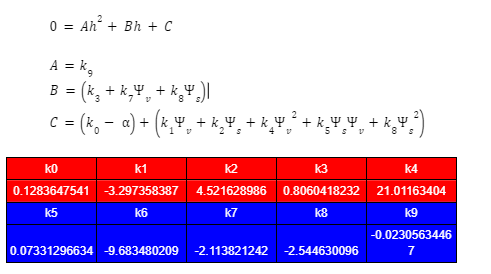 0 = Ah² + Bh + C
A = k₉
B = (k₃ + k₇Ψᵥ + k₈Ψₛ)|
C = (k₀ − α) + (k₁Ψᵥ + k₂Ψₛ + k₄Ψᵥ² + k₅ΨₛΨᵥ + k₈Ψₛ²)
k0 k1 k2 k3 k4
0.1283647541 -3.297358387 4.521628986 0.8060418232 21.01163404
k5 k6 k7 k8 k9
0.07331296634 -9.683480209 -2.113821242 -2.544630096 -0.0230563446
7